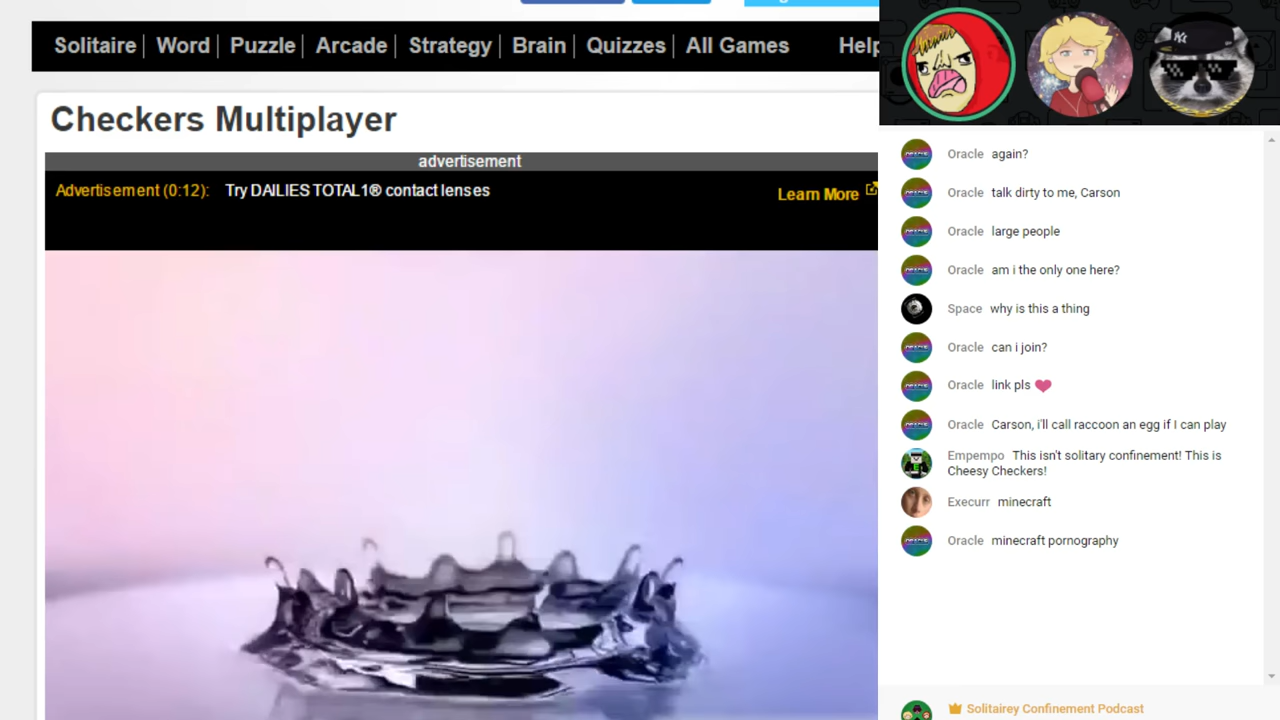 Solitaire Word Puzzle Arcade Strategy Brain Quizzes All Games Help
Checkers Multiplayer
advertisement
Advertisement (0:12): Try DAILIES TOTAL1® contact lenses
Learn More
Oracle again?
Oracle talk dirty to me, Carson
Oracle large people
Oracle am i the only one here?
Space why is this a thing
Oracle can i join?
Oracle link pls
Oracle Carson, i'll call raccoon an egg if I can play
Empempo This isn't solitary confinement! This is
Cheesy Checkers!
Execurr minecraft
Oracle minecraft pornography
Solitairey Confinement Podcast